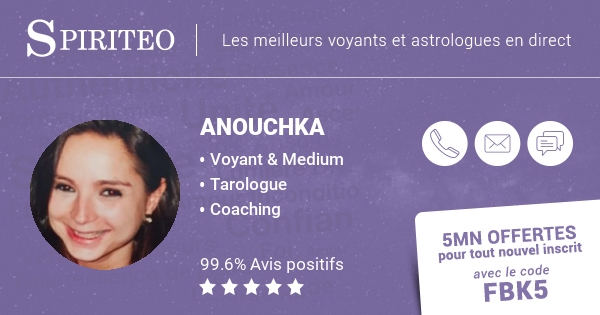 SPIRITEO
Les meilleurs voyants et astrologues en direct
ANOUCHKA
• Voyant & Medium
• Tarologue
• Coaching
99.6% Avis positifs
5MN OFFERTES
pour tout nouvel inscrit
avec le code
FBK5